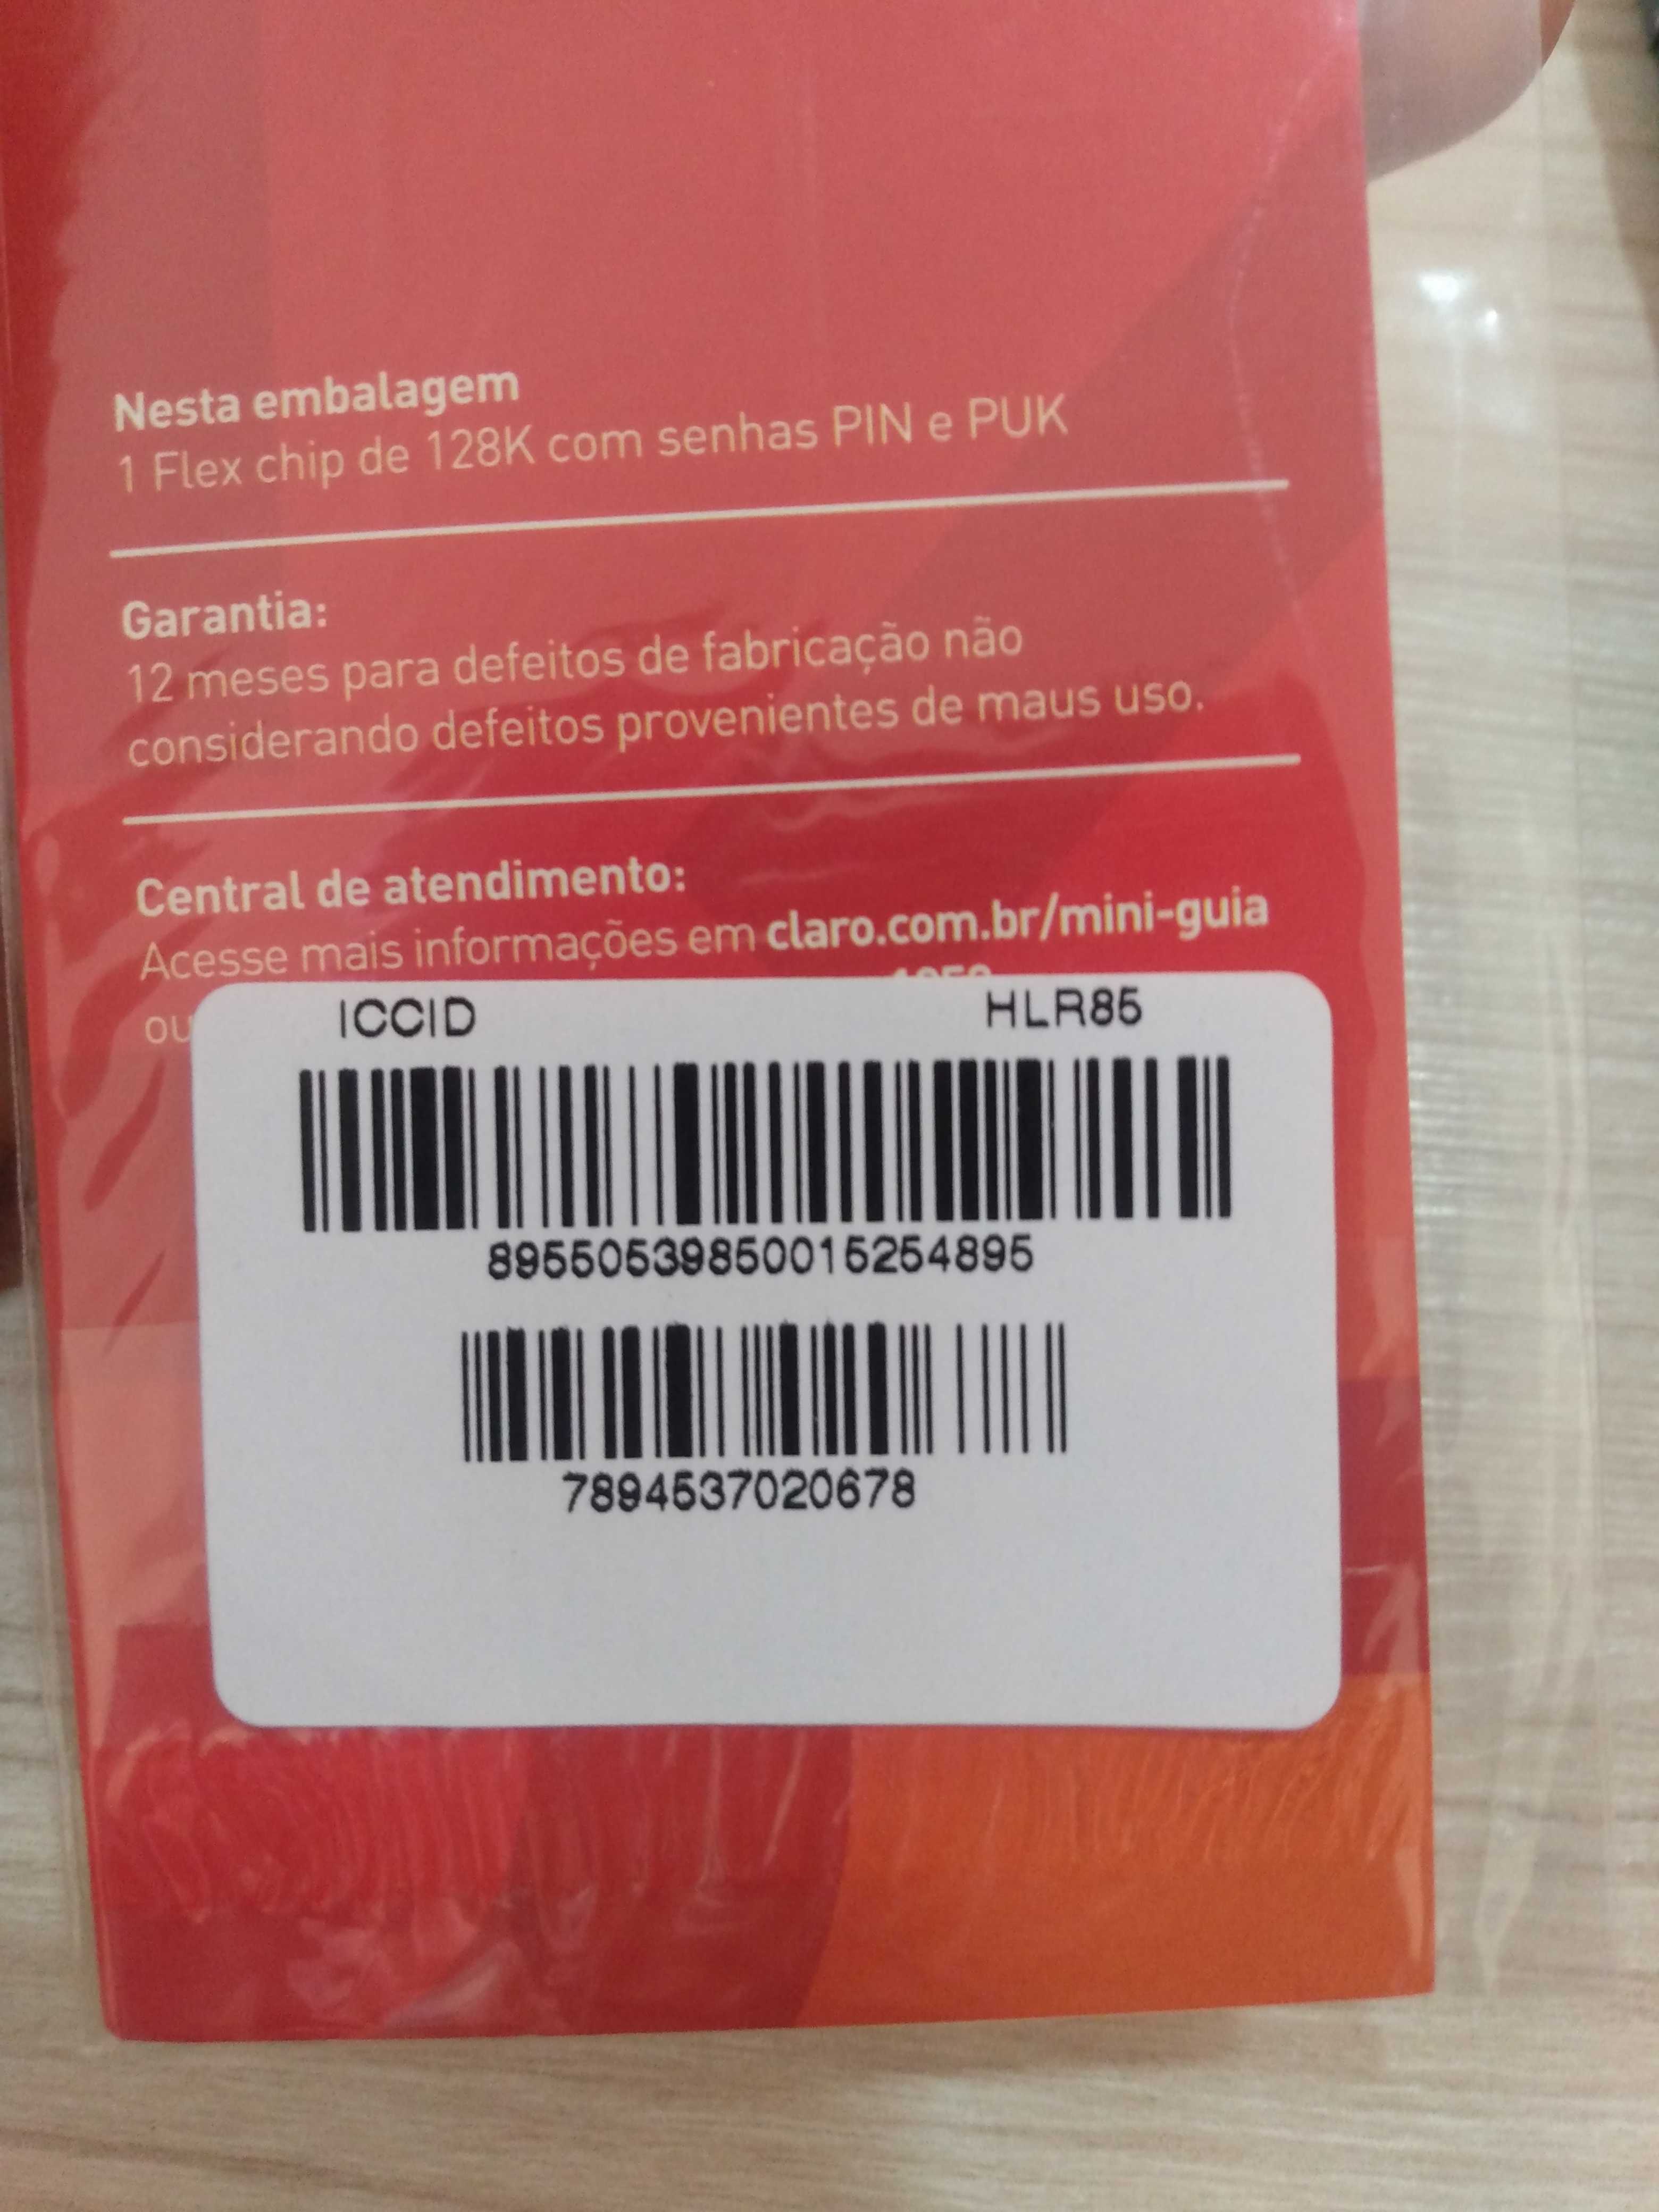 Nesta embalagem
1 Flex chip de 128K com senhas PIN e PUK
Garantia:
12 meses para defeitos de fabricação não
considerando defeitos provenientes de maus uso.
Central de atendimento:
Acesse mais informações em claro.com.br/mini-guia
ou
ICCID HLR85
89550539850015254895
7894537020678